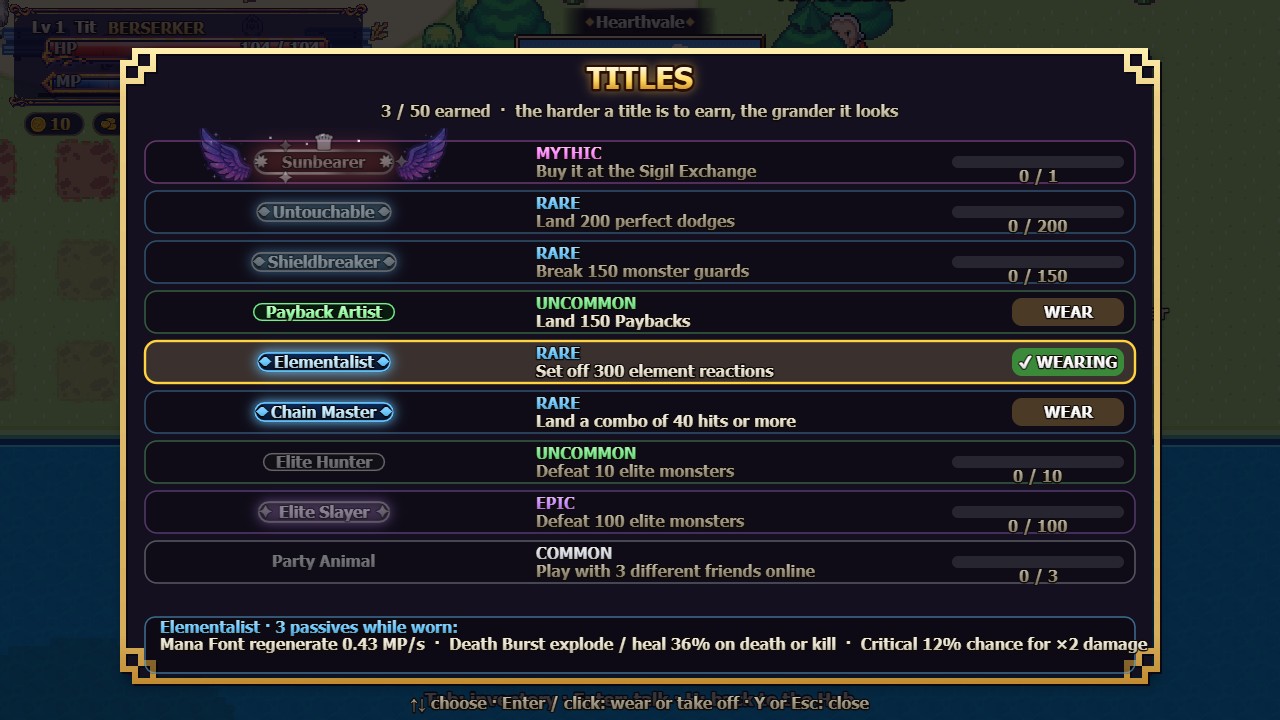 Lv 1 Tit BERSERKER
◆Hearthvale◆
HP 104 / 104
MP
10
TITLES
3 / 50 earned · the harder a title is to earn, the grander it looks
Sunbearer
MYTHIC
Buy it at the Sigil Exchange
0 / 1
Untouchable
RARE
Land 200 perfect dodges
0 / 200
Shieldbreaker
RARE
Break 150 monster guards
0 / 150
Payback Artist
UNCOMMON
Land 150 Paybacks
WEAR
Elementalist
RARE
Set off 300 element reactions
✓ WEARING
Chain Master
RARE
Land a combo of 40 hits or more
WEAR
Elite Hunter
UNCOMMON
Defeat 10 elite monsters
0 / 10
Elite Slayer
EPIC
Defeat 100 elite monsters
0 / 100
Party Animal
COMMON
Play with 3 different friends online
0 / 3
Elementalist · 3 passives while worn:
Mana Font regenerate 0.43 MP/s · Death Burst explode / heal 36% on death or kill · Critical 12% chance for ×2 damage
↑↓ choose · Enter / click: wear or take off · Y or Esc: close